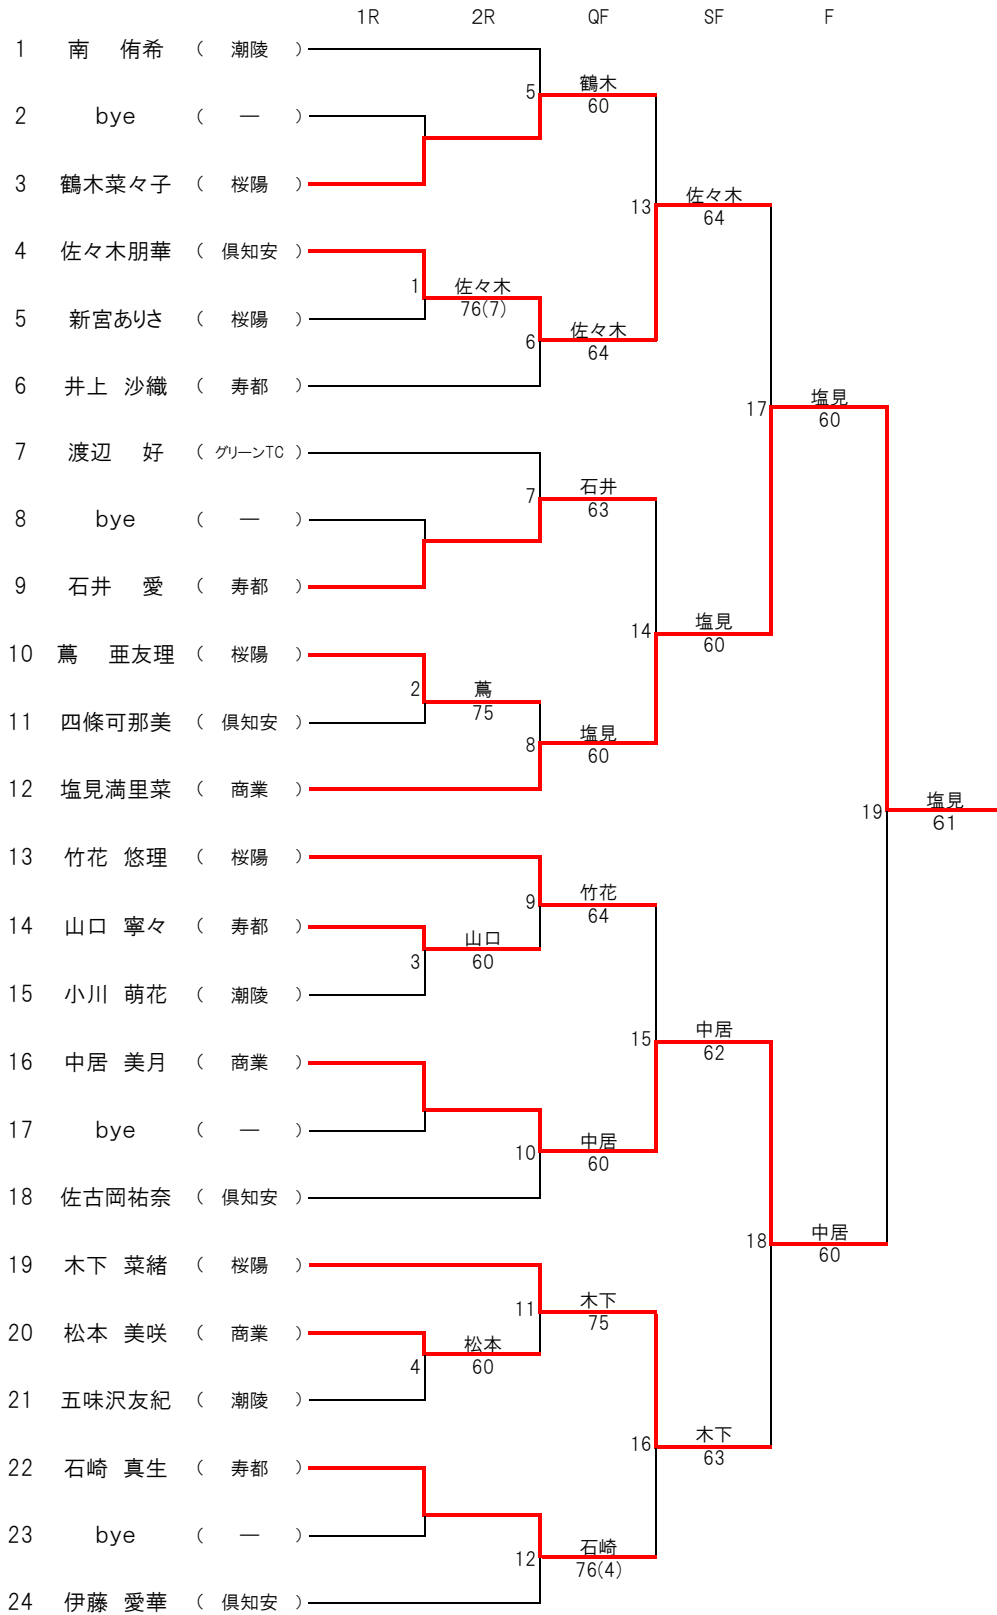 1R 2R QF SF F
1 南 侑希 ( 潮陵 )
5 鶴木
60
2 bye ( ― )
3 鶴木菜々子 ( 桜陽 )
13 佐々木
64
4 佐々木朋華 ( 倶知安 )
1 佐々木
76(7)
5 新宮ありさ ( 桜陽 )
6 佐々木
64
6 井上 沙織 ( 寿都 )
17 塩見
60
7 渡辺 好 ( グリーンTC )
7 石井
63
8 bye ( ― )
9 石井 愛 ( 寿都 )
14 塩見
60
10 蔦 亜友理 ( 桜陽 )
2 蔦
75
11 四條可那美 ( 倶知安 )
8 塩見
60
12 塩見満里菜 ( 商業 )
19 塩見
61
13 竹花 悠理 ( 桜陽 )
9 竹花
64
14 山口 寧々 ( 寿都 )
3 山口
60
15 小川 萌花 ( 潮陵 )
15 中居
62
16 中居 美月 ( 商業 )
17 bye ( ― )
10 中居
60
18 佐古岡祐奈 ( 倶知安 )
18 中居
60
19 木下 菜緒 ( 桜陽 )
11 木下
75
20 松本 美咲 ( 商業 )
4 松本
60
21 五味沢友紀 ( 潮陵 )
16 木下
63
22 石崎 真生 ( 寿都 )
23 bye ( ― )
12 石崎
76(4)
24 伊藤 愛華 ( 倶知安 )